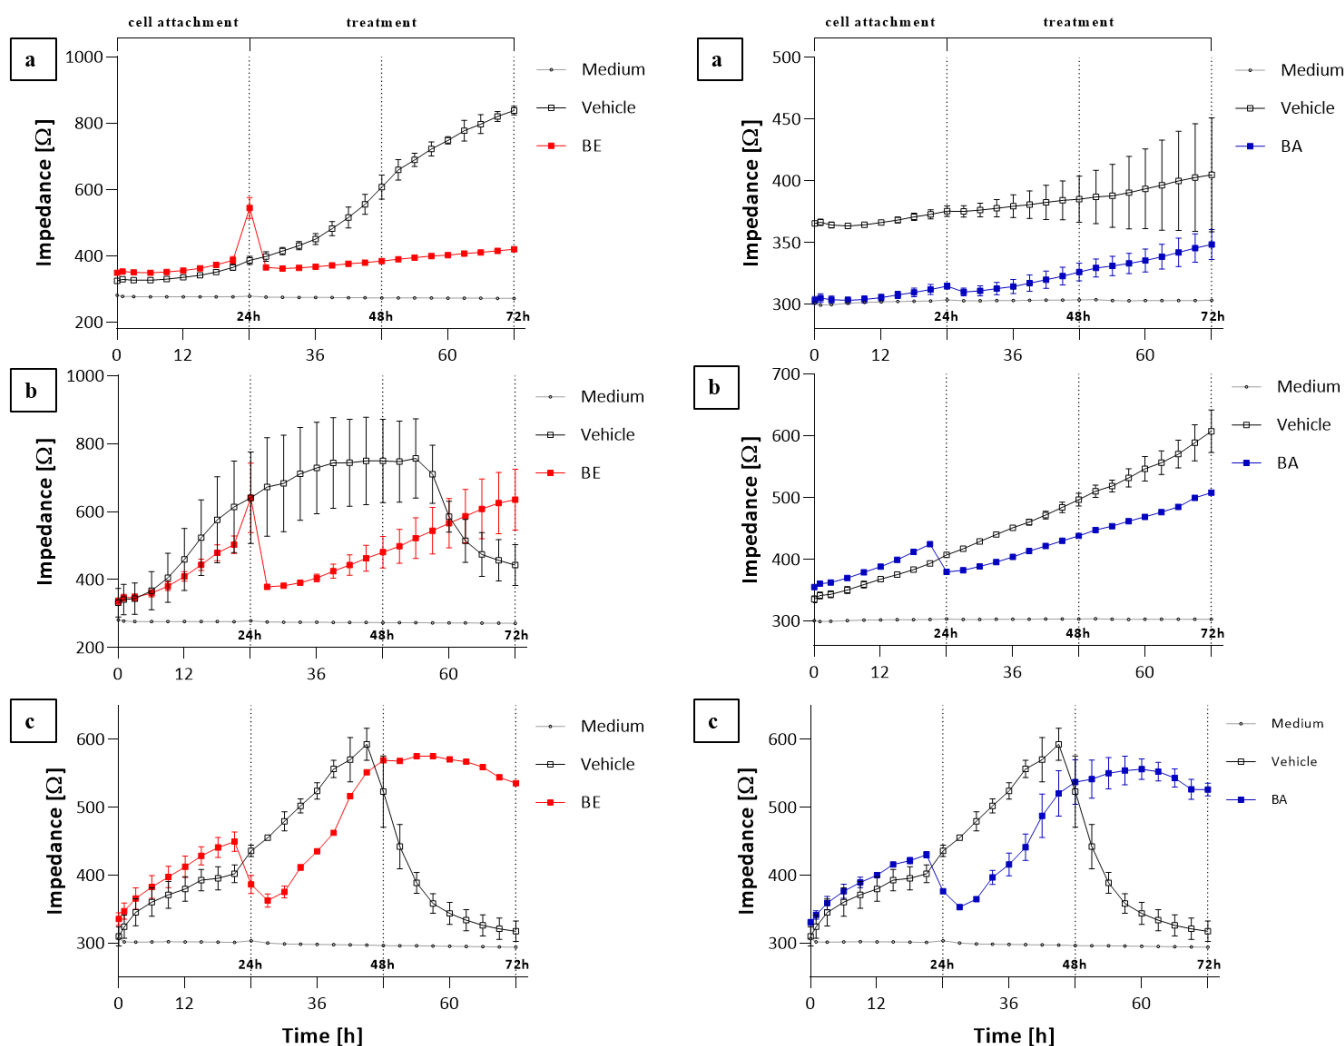 cell attachment treatment
a
1000
800
600
400
200
Impedance [Ω]
Medium
Vehicle
BE
24h 48h 72h
0 12 36 60
b
1000
800
600
400
200
Impedance [Ω]
Medium
Vehicle
BE
24h 48h 72h
0 12 36 60
c
600
500
400
300
Impedance [Ω]
Medium
Vehicle
BE
24h 48h 72h
0 12 36 60
Time [h]
cell attachment treatment
a
500
450
400
350
300
Impedance [Ω]
Medium
Vehicle
BA
24h 48h 72h
0 12 36 60
b
700
600
500
400
300
Impedance [Ω]
Medium
Vehicle
BA
24h 48h 72h
0 12 36 60
c
600
500
400
300
Impedance [Ω]
Medium
Vehicle
BA
24h 48h 72h
0 12 36 60
Time [h]